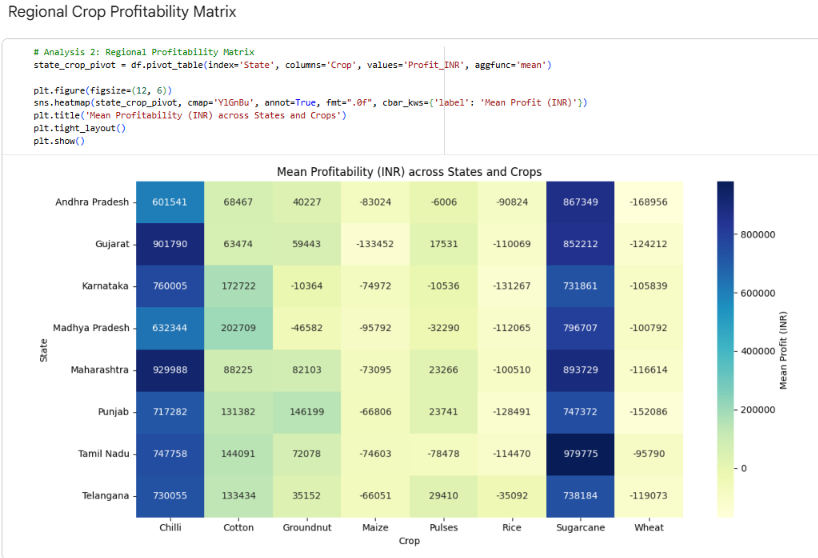 Regional Crop Profitability Matrix
# Analysis 2: Regional Profitability Matrix
state_crop_pivot = df.pivot_table(index='State', columns='Crop', values='Profit_INR', aggfunc='mean')
plt.figure(figsize=(12, 6))
sns.heatmap(state_crop_pivot, cmap='YlGnBu', annot=True, fmt=".0f", cbar_kws={'label': 'Mean Profit (INR)'})
plt.title('Mean Profitability (INR) across States and Crops')
plt.tight_layout()
plt.show()
Mean Profitability (INR) across States and Crops
Andhra Pradesh 601541 68467 40227 -83024 -6006 -90824 867349 -168956
Gujarat 901790 63474 59443 -133452 17531 -110069 852212 -124212
Karnataka 760005 172722 -10364 -74972 -10536 -131267 731861 -105839
Madhya Pradesh 632344 202709 -46582 -95792 -32290 -112065 796707 -100792
Maharashtra 929988 88225 82103 -73095 23266 -100510 893729 -116614
Punjab 717282 131382 146199 -66806 23741 -128491 747372 -152086
Tamil Nadu 747758 144091 72078 -74603 -78478 -114470 979775 -95790
Telangana 730055 133434 35152 -66051 29410 -35092 738184 -119073
Chilli Cotton Groundnut Maize Pulses Rice Sugarcane Wheat
Crop
State
800000
600000
400000
200000
0
Mean Profit (INR)